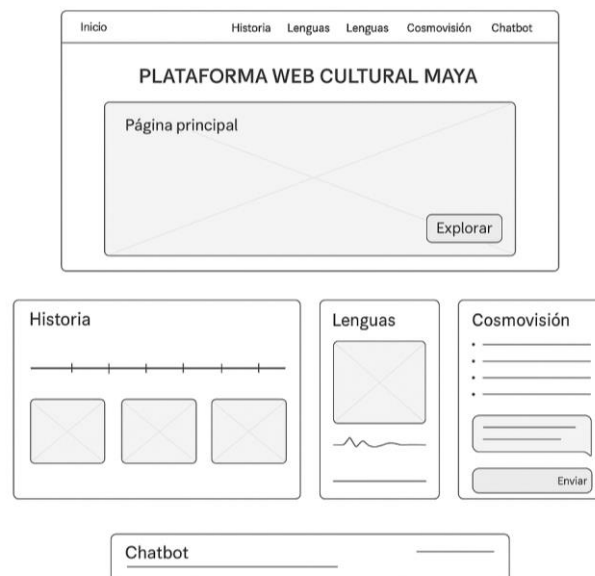 Inicio Historia Lenguas Lenguas Cosmovisión Chatbot
PLATAFORMA WEB CULTURAL MAYA
Página principal
Explorar
Historia
Lenguas
Cosmovisión
Enviar
Chatbot